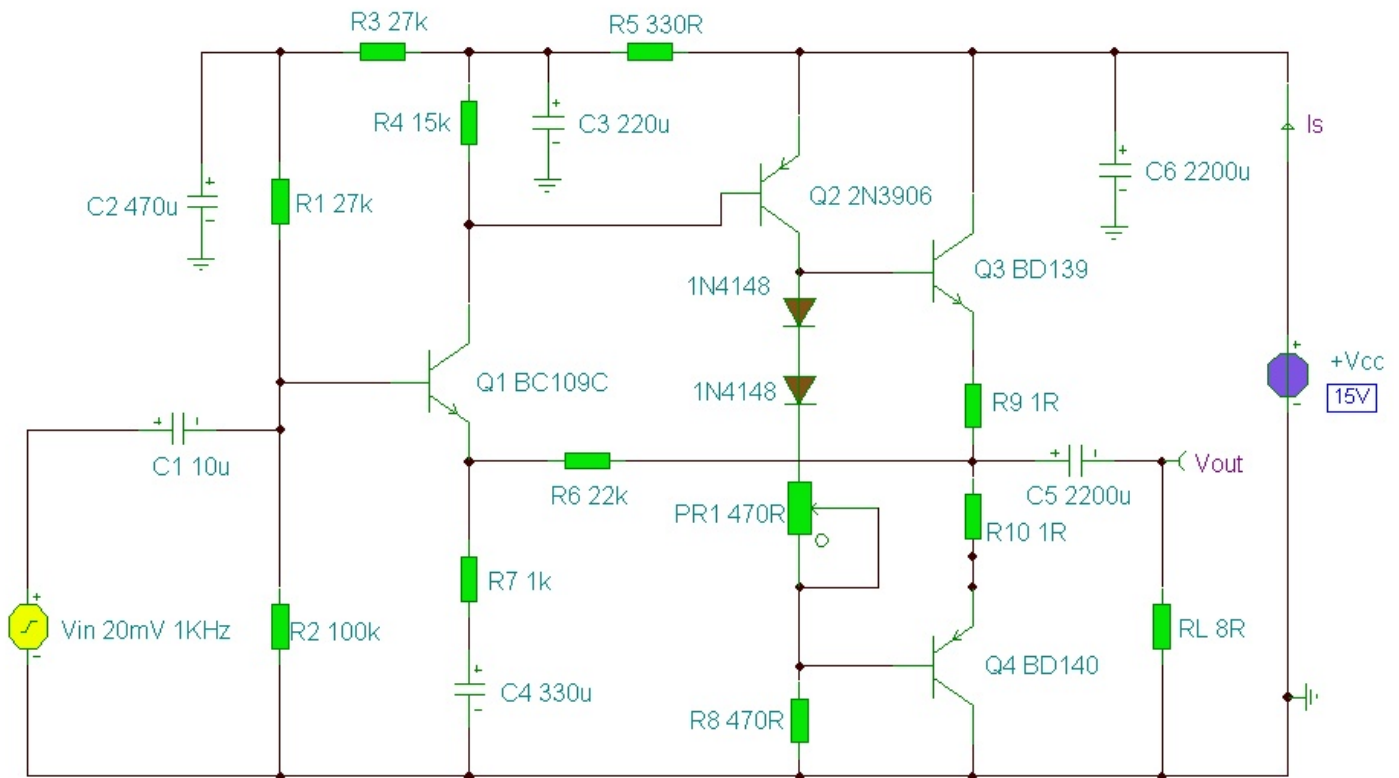 R3 27k
R5 330R
R4 15k
C3 220u
Is
C6 2200u
C2 470u
R1 27k
Q2 2N3906
Q3 BD139
1N4148
Q1 BC109C
1N4148
R9 1R
+Vcc
15V
C1 10u
R6 22k
C5 2200u
Vout
PR1 470R
R10 1R
R7 1k
Vin 20mV 1KHz
R2 100k
RL 8R
Q4 BD140
C4 330u
R8 470R